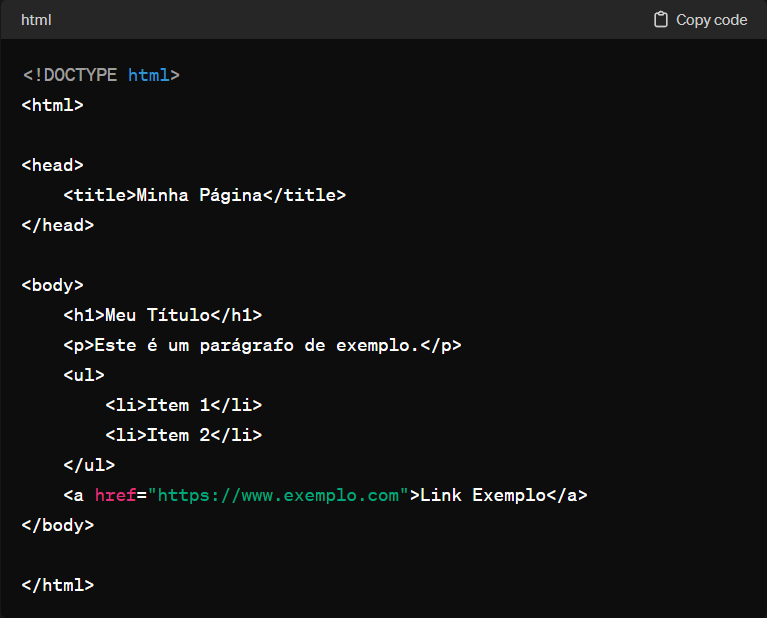 html
Copy code
<!DOCTYPE html>
<html>
<head>
<title>Minha Página</title>
</head>
<body>
<h1>Meu Título</h1>
<p>Este é um parágrafo de exemplo.</p>
<ul>
<li>Item 1</li>
<li>Item 2</li>
</ul>
<a href="https://www.exemplo.com">Link Exemplo</a>
</body>
</html>